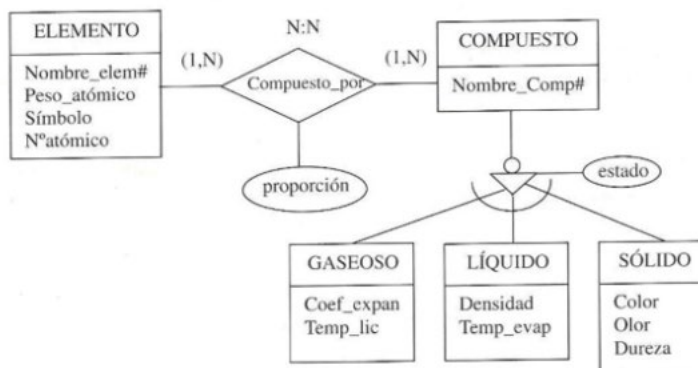 ELEMENTO
Nombre_elem#
Peso_atómico
Símbolo
Nºatómico
(1,N)
N:N
Compuesto_por
(1,N)
proporción
COMPUESTO
Nombre_Comp#
estado
GASEOSO
Coef_expan
Temp_lic
LÍQUIDO
Densidad
Temp_evap
SÓLIDO
Color
Olor
Dureza